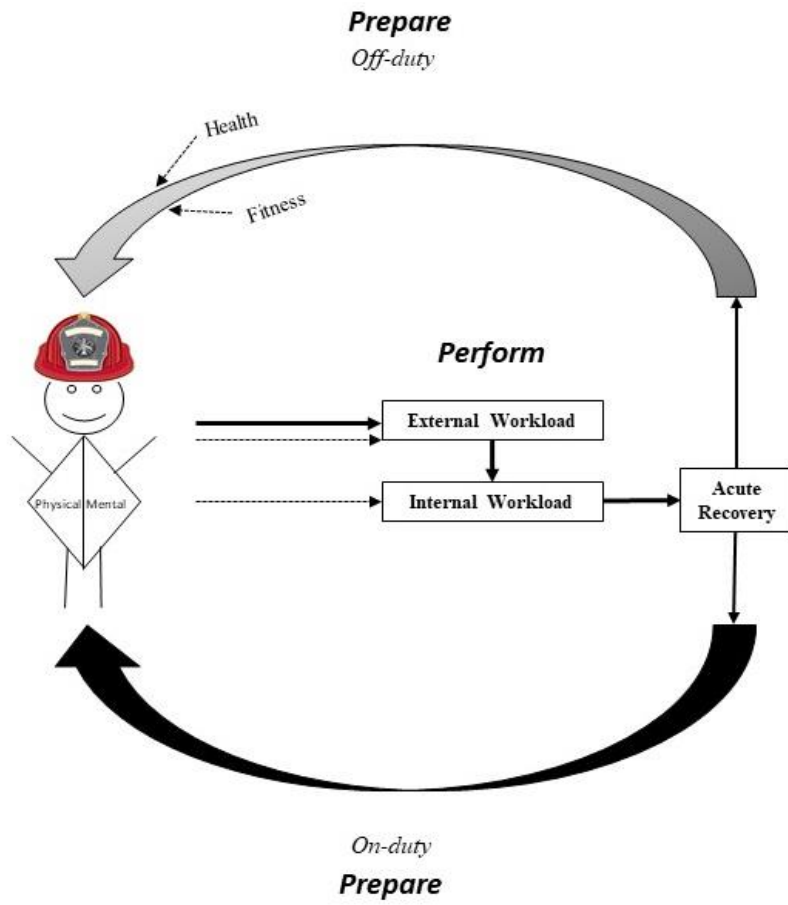 Prepare
Off-duty
Health
Fitness
Perform
External Workload
Internal Workload
Acute
Recovery
Physical Mental
On-duty
Prepare